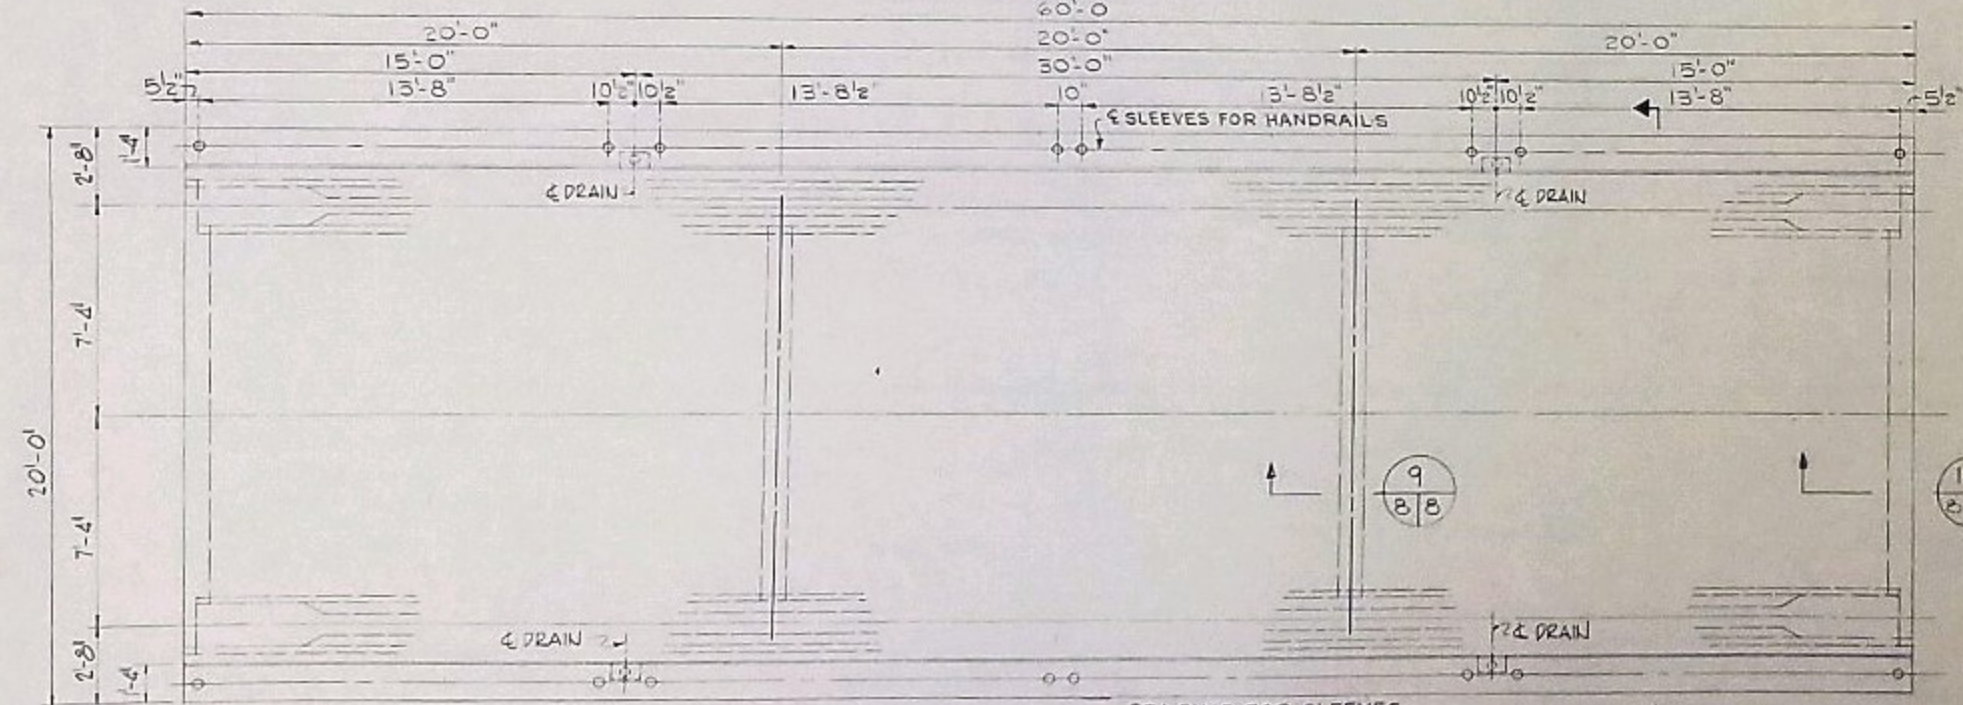 60'-0
20'-0" 20'-0" 20'-0"
15'-0" 30'-0" 15'-0"
5½" 13'-8" 10½" 10½" 13'-8½" 10" 13'-8½" 10½" 10½" 13'-8" 5½"
℄ SLEEVES FOR HANDRAILS
2'-8" 1'-4"
℄ DRAIN ℄ DRAIN
7'-4"
20'-0"
9
8 8
7'-4"
℄ DRAIN ℄ DRAIN
2'-8" 1'-4"